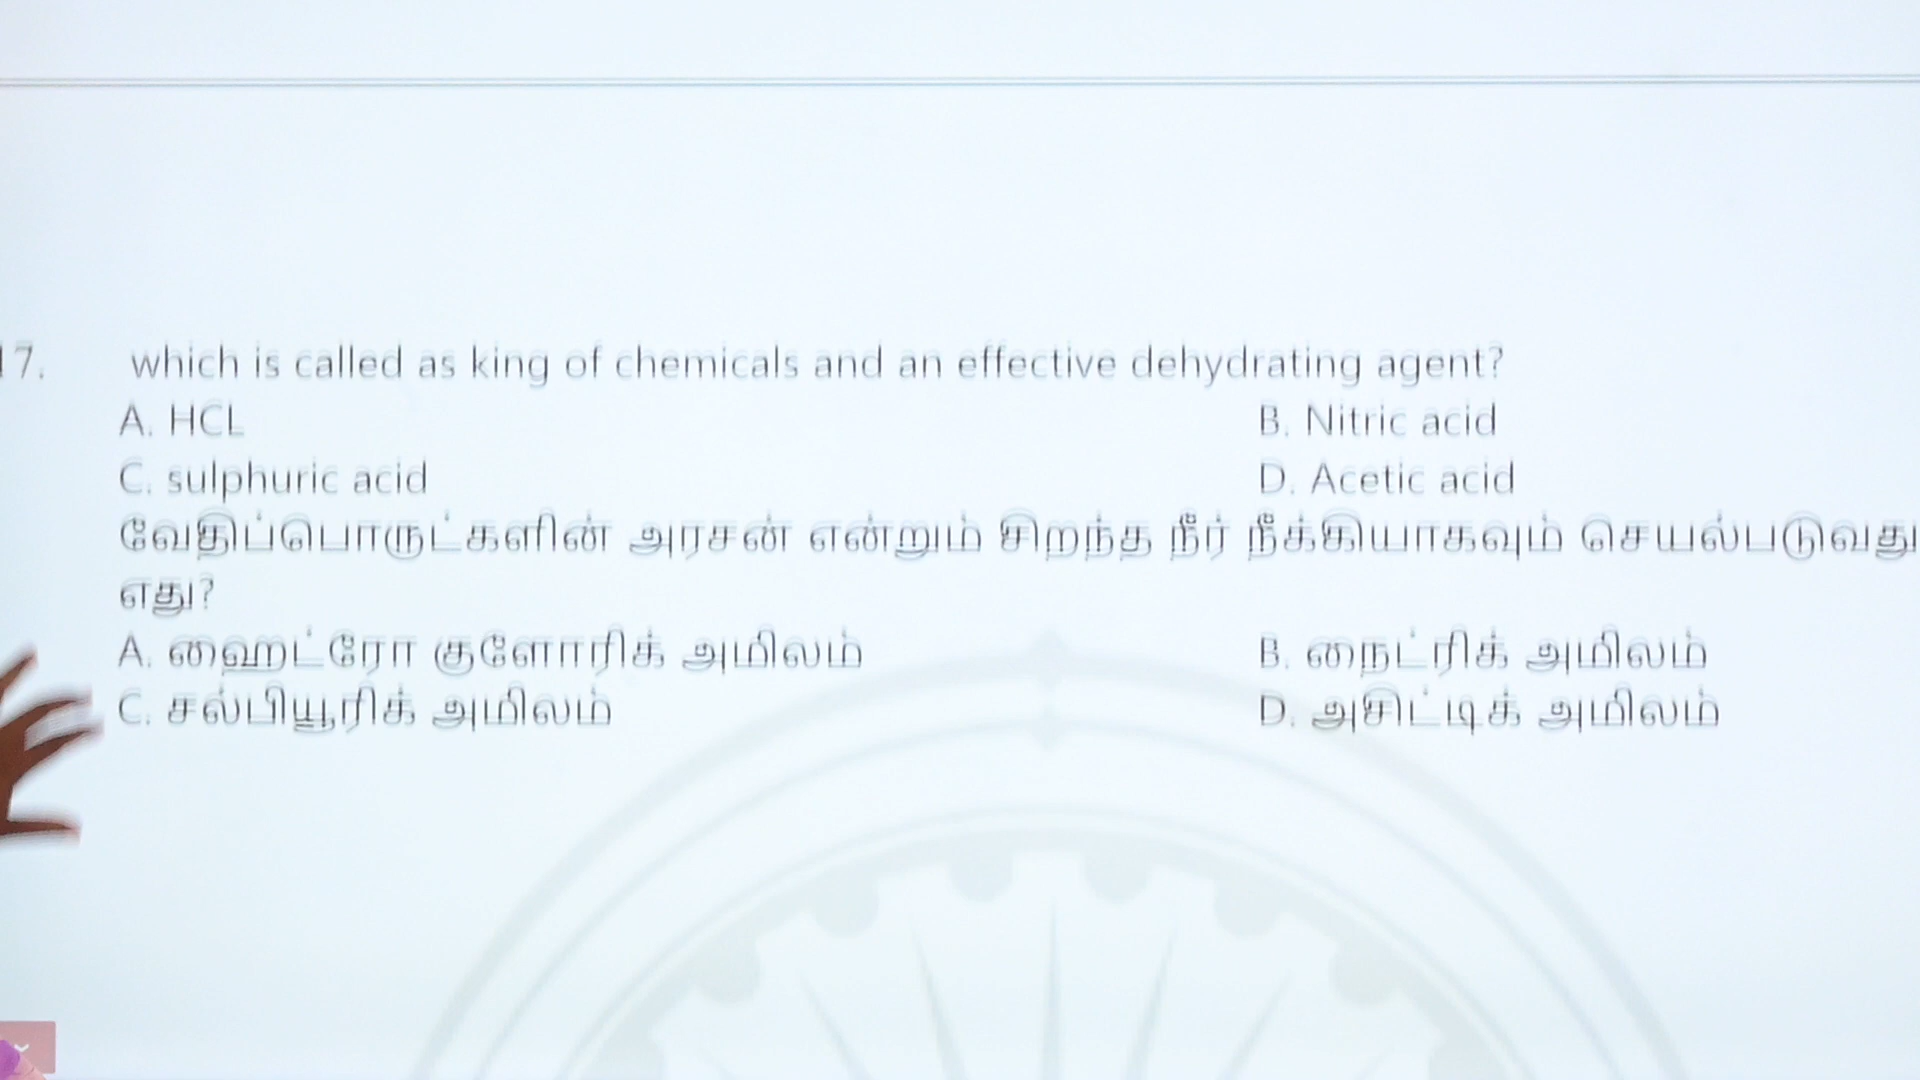 17. which is called as king of chemicals and an effective dehydrating agent?
A. HCL B. Nitric acid
C. sulphuric acid D. Acetic acid
வேதிப்பொருட்களின் அரசன் என்றும் சிறந்த நீர் நீக்கியாகவும் செயல்படுவது
எது?
A. ஹைட்ரோ குளோரிக் அமிலம் B. நைட்ரிக் அமிலம்
C. சல்பியூரிக் அமிலம் D. அசிட்டிக் அமிலம்